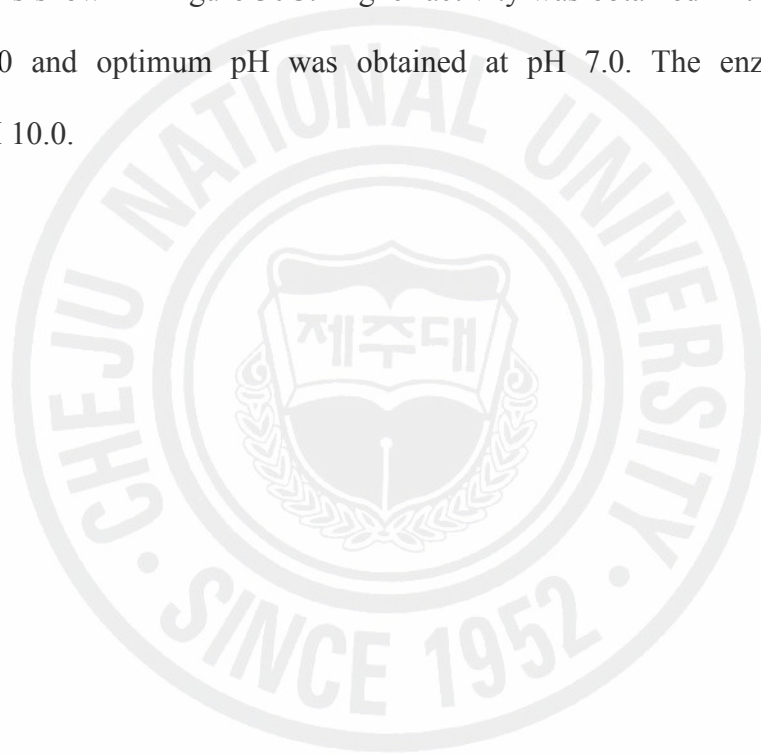 0 and optimum pH was obtained at pH 7.0. The enz
10.0.
CHEJU NATIONAL UNIVERSITY
제주대
SINCE 1952